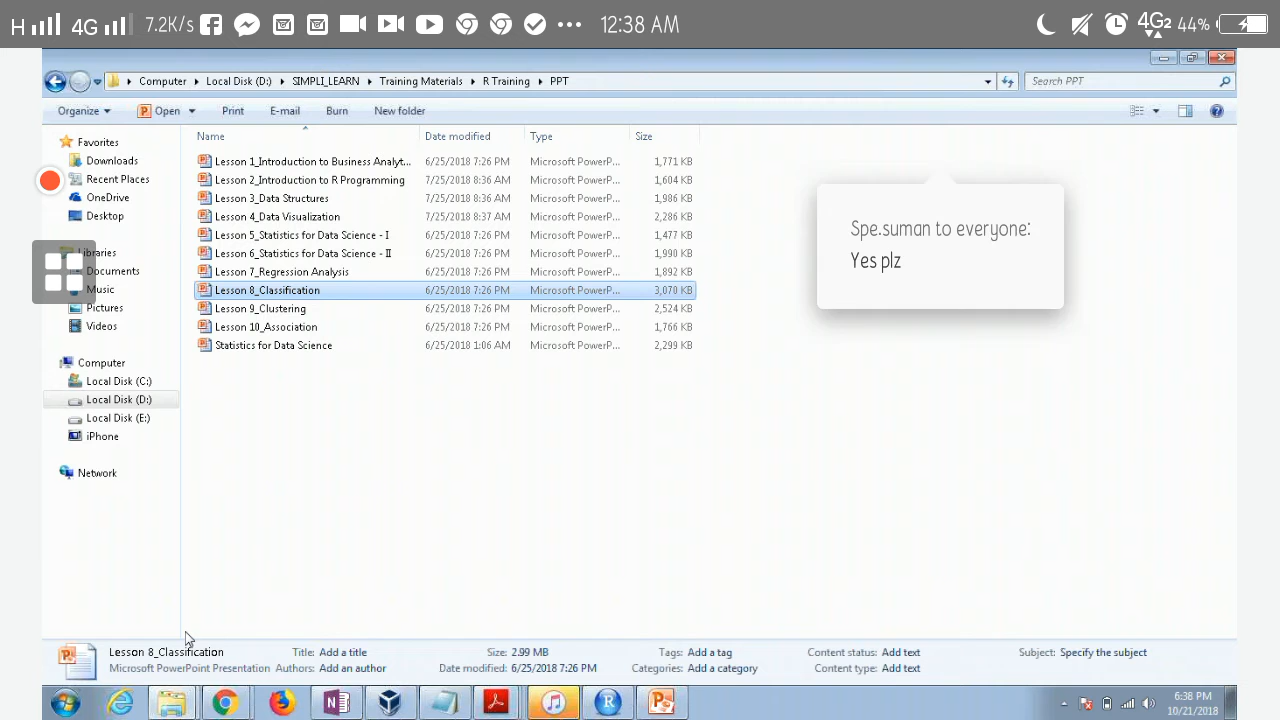 H 4G 7.2K/s 12:38 AM 4G2 44%
Computer Local Disk (D:) SIMPLI_LEARN Training Materials R Training PPT Search PPT
Organize Open Print E-mail Burn New folder
Name Date modified Type Size
Lesson 1_Introduction to Business Analyt... 6/25/2018 7:26 PM Microsoft PowerP... 1,771 KB
Lesson 2_Introduction to R Programming 7/25/2018 8:36 AM Microsoft PowerP... 1,604 KB
Lesson 3_Data Structures 7/25/2018 8:36 AM Microsoft PowerP... 1,986 KB
Lesson 4_Data Visualization 7/25/2018 8:37 AM Microsoft PowerP... 2,286 KB
Lesson 5_Statistics for Data Science - I 6/25/2018 7:26 PM Microsoft PowerP... 1,477 KB
Lesson 6_Statistics for Data Science - II 6/25/2018 7:26 PM Microsoft PowerP... 1,990 KB
Lesson 7_Regression Analysis 6/25/2018 7:26 PM Microsoft PowerP... 1,892 KB
Lesson 8_Classification 6/25/2018 7:26 PM Microsoft PowerP... 3,070 KB
Lesson 9_Clustering 6/25/2018 7:26 PM Microsoft PowerP... 2,524 KB
Lesson 10_Association 6/25/2018 7:26 PM Microsoft PowerP... 1,766 KB
Statistics for Data Science 6/25/2018 1:06 AM Microsoft PowerP... 2,299 KB
Favorites
Downloads
Recent Places
OneDrive
Desktop
Documents
Music
Pictures
Videos
Computer
Local Disk (C:)
Local Disk (D:)
Local Disk (E:)
iPhone
Network
Spe.suman to everyone:
Yes plz
Lesson 8_Classification Title: Add a title Size: 2.99 MB Tags: Add a tag Content status: Add text Subject: Specify the subject
Microsoft PowerPoint Presentation Authors: Add an author Date modified: 6/25/2018 7:26 PM Categories: Add a category Content type: Add text
6:38 PM
10/21/2018